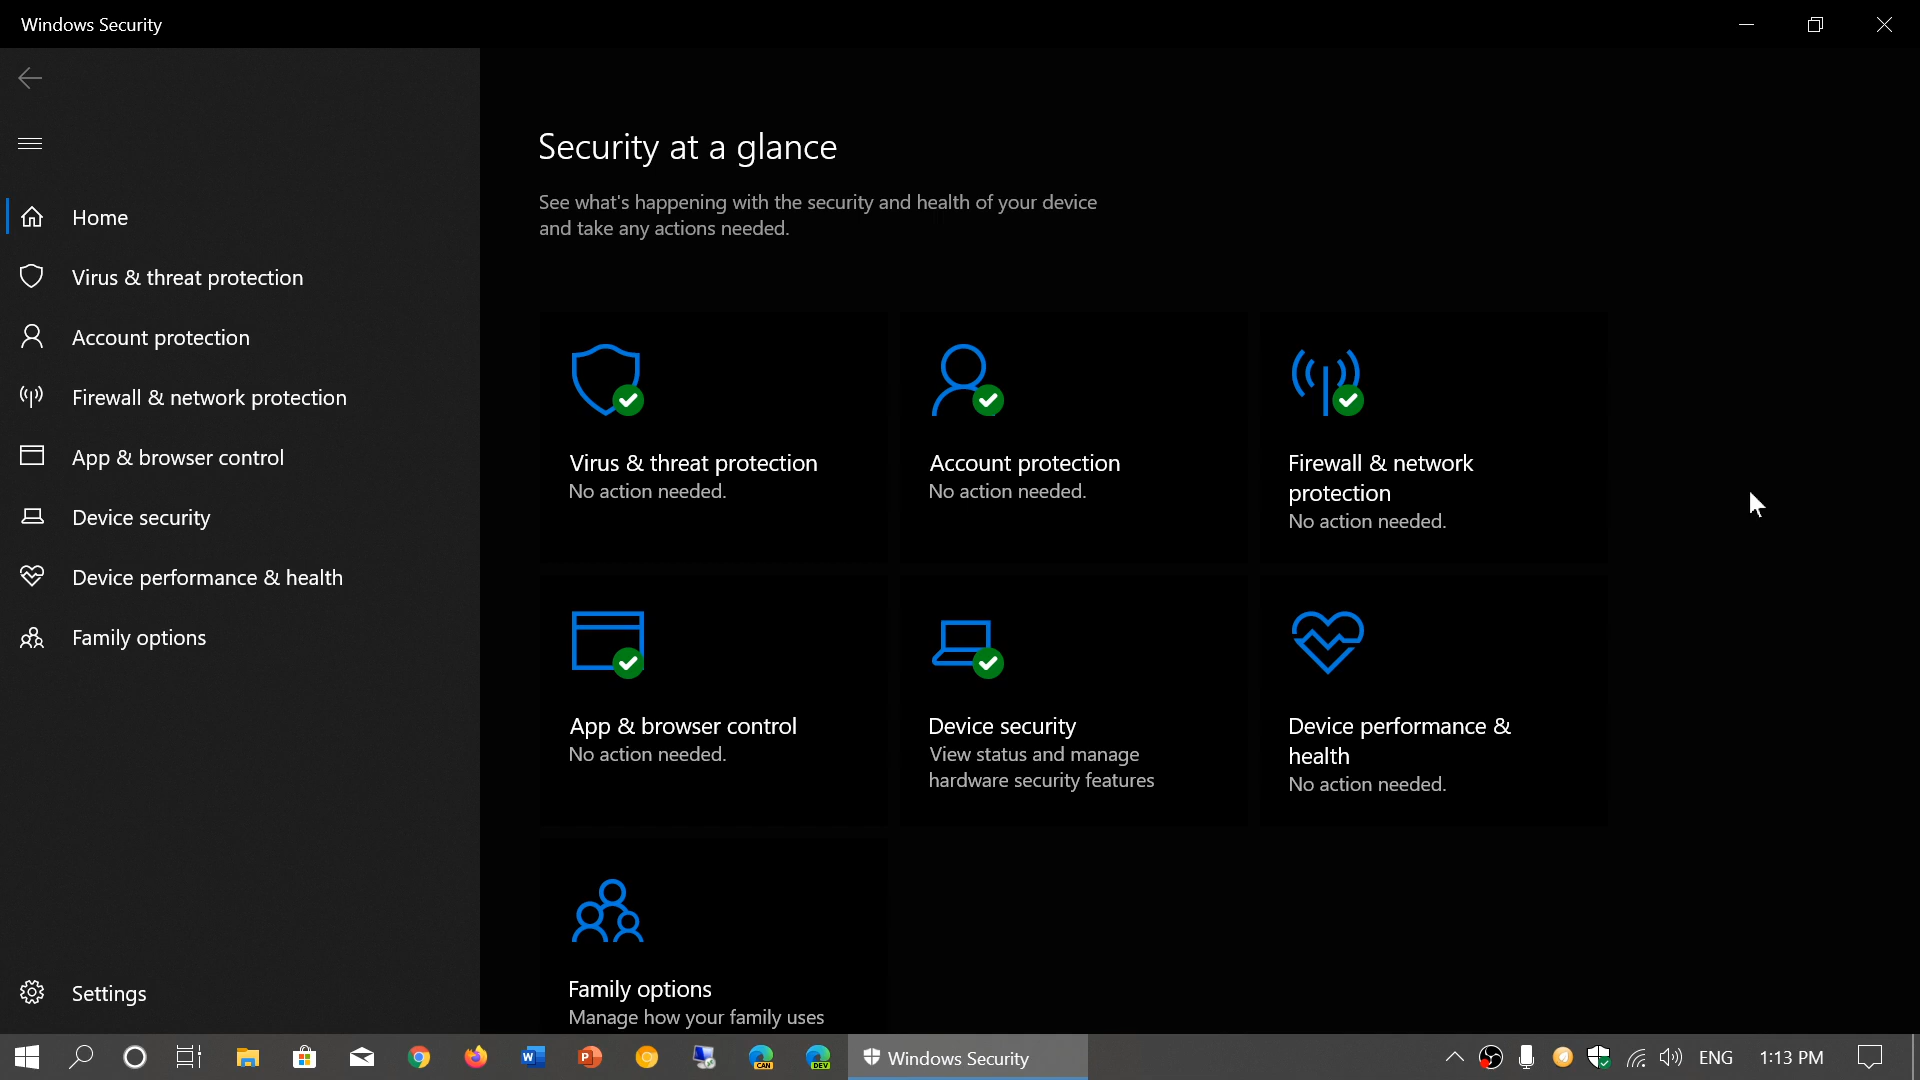 Windows Security
Home
Virus & threat protection
Account protection
Firewall & network protection
App & browser control
Device security
Device performance & health
Family options
Settings
Security at a glance
See what's happening with the security and health of your device
and take any actions needed.
Virus & threat protection
No action needed.
Account protection
No action needed.
Firewall & network
protection
No action needed.
App & browser control
No action needed.
Device security
View status and manage
hardware security features
Device performance &
health
No action needed.
Family options
Manage how your family uses
W
P
CAN
DEV
Windows Security
ENG
1:13 PM